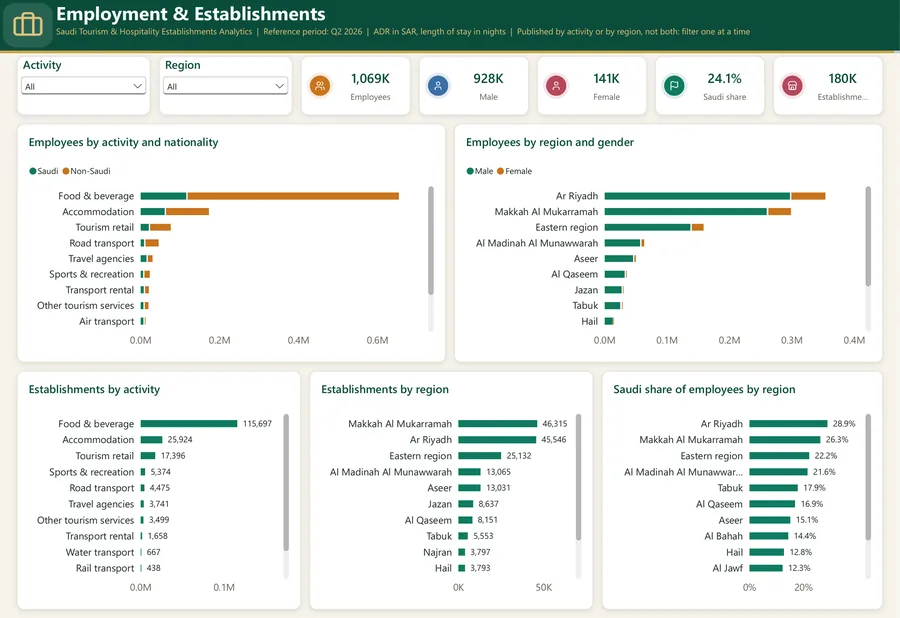 Employment & Establishments
Saudi Tourism & Hospitality Establishments Analytics | Reference period: Q2 2026 | ADR in SAR, length of stay in nights | Published by activity or by region, not both: filter one at a time
Activity
All
Region
All
1,069K
Employees
928K
Male
141K
Female
24.1%
Saudi share
180K
Establishme...
Employees by activity and nationality
Saudi Non-Saudi
Food & beverage
Accommodation
Tourism retail
Road transport
Travel agencies
Sports & recreation
Transport rental
Other tourism services
Air transport
0.0M 0.2M 0.4M 0.6M
Employees by region and gender
Male Female
Ar Riyadh
Makkah Al Mukarramah
Eastern region
Al Madinah Al Munawwarah
Aseer
Al Qaseem
Jazan
Tabuk
Hail
0.0M 0.1M 0.2M 0.3M 0.4M
Establishments by activity
Food & beverage 115,697
Accommodation 25,924
Tourism retail 17,396
Sports & recreation 5,374
Road transport 4,475
Travel agencies 3,741
Other tourism services 3,499
Transport rental 1,658
Water transport 667
Rail transport 438
0.0M 0.1M
Establishments by region
Makkah Al Mukarramah 46,315
Ar Riyadh 45,546
Eastern region 25,132
Al Madinah Al Munawwarah 13,065
Aseer 13,031
Jazan 8,637
Al Qaseem 8,151
Tabuk 5,553
Najran 3,797
Hail 3,793
0K 50K
Saudi share of employees by region
Ar Riyadh 28.9%
Makkah Al Mukarramah 26.3%
Eastern region 22.2%
Al Madinah Al Munawwar... 21.6%
Tabuk 17.9%
Al Qaseem 16.9%
Aseer 15.1%
Al Bahah 14.4%
Hail 12.8%
Al Jawf 12.3%
0% 20%